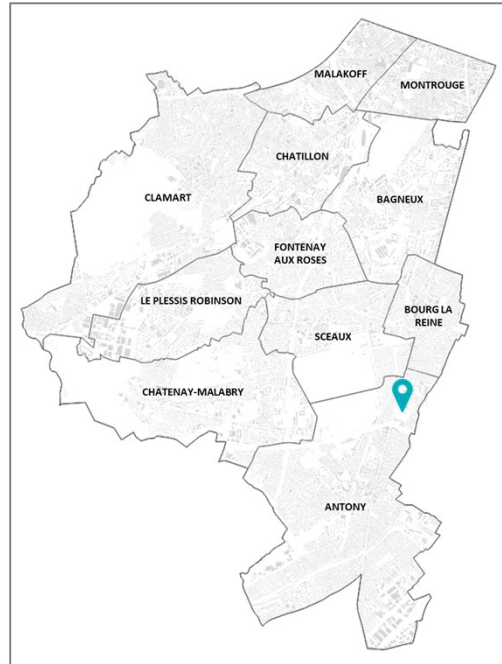 MALAKOFF
MONTROUGE
CHATILLON
CLAMART
BAGNEUX
FONTENAY
AUX ROSES
LE PLESSIS ROBINSON
BOURG LA
REINE
SCEAUX
CHATENAY-MALABRY
ANTONY